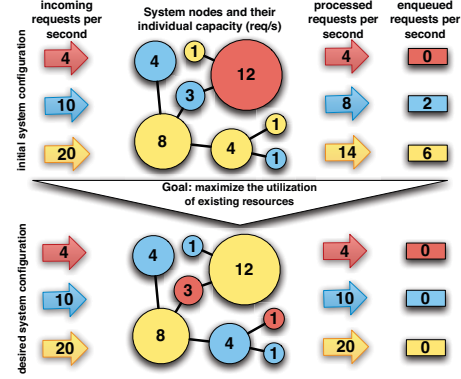 incoming
requests per
second
System nodes and their
individual capacity (req/s)
processed
requests per
second
enqueued
requests per
second
initial system configuration
4
4
1
12
4
0
10
3
8
2
20
8
4
1
1
14
6
Goal: maximize the utilization
of existing resources
desired system configuration
4
4
1
12
4
0
10
3
10
0
20
8
4
1
1
20
0